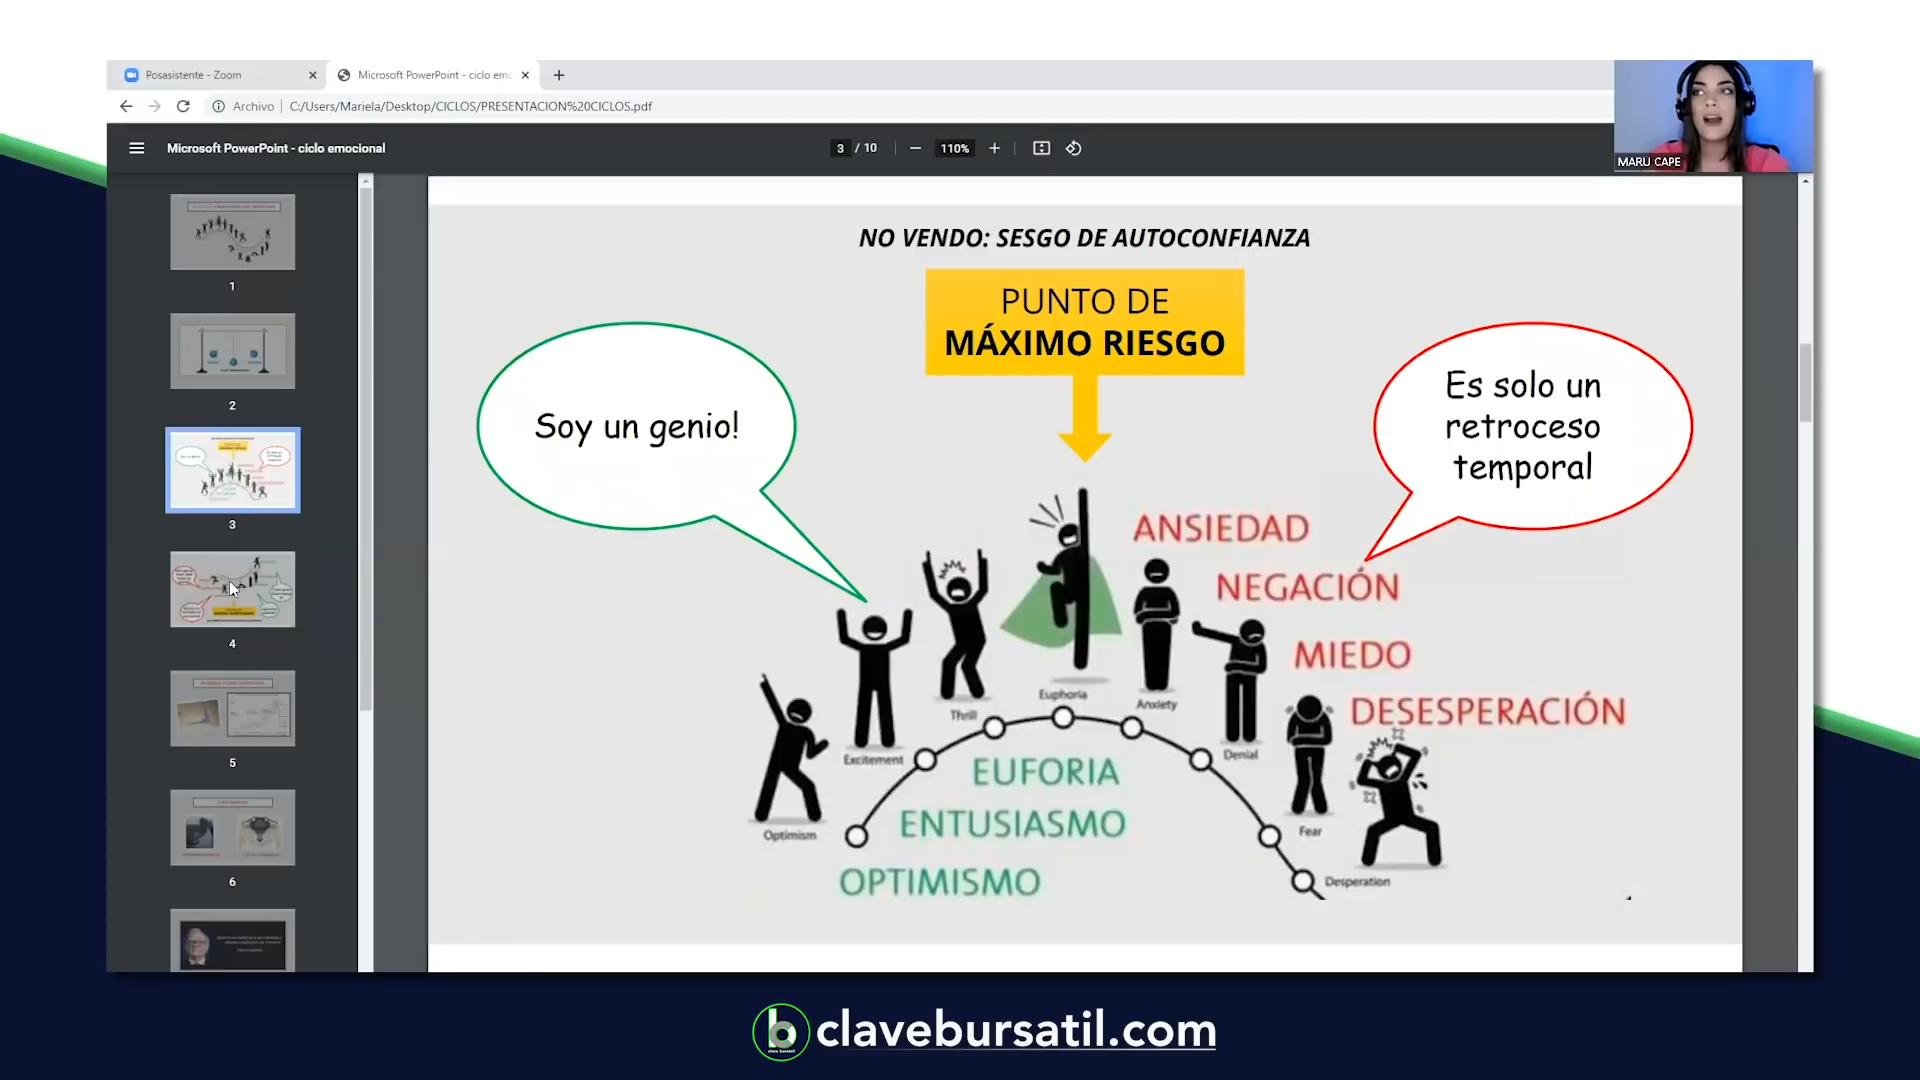 Posasistente - Zoom
Microsoft PowerPoint - ciclo emo
Archivo
C:/Users/Mariela/Desktop/CICLOS/PRESENTACION%20CICLOS.pdf
Microsoft PowerPoint - ciclo emocional
3 / 10
110%
MARU CAPE
1
2
3
4
5
6
NO VENDO: SESGO DE AUTOCONFIANZA
PUNTO DE
MÁXIMO RIESGO
Soy un genio!
Es solo un
retroceso
temporal
ANSIEDAD
NEGACIÓN
MIEDO
DESESPERACIÓN
Euphoria
Thrill
Anxiety
Excitement
Denial
Optimism
Fear
Desperation
EUFORIA
ENTUSIASMO
OPTIMISMO
clavebursatil.com